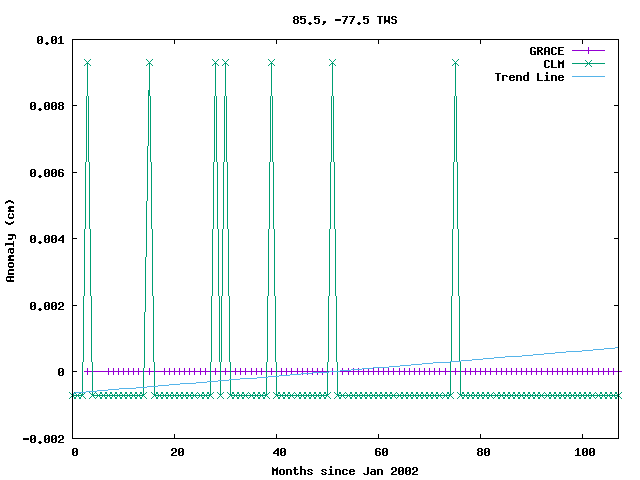 85.5, -77.5 TWS
GRACE
CLM
Trend Line
0.01
0.008
0.006
0.004
0.002
0
-0.002
Anomaly (cm)
0 20 40 60 80 100
Months since Jan 2002